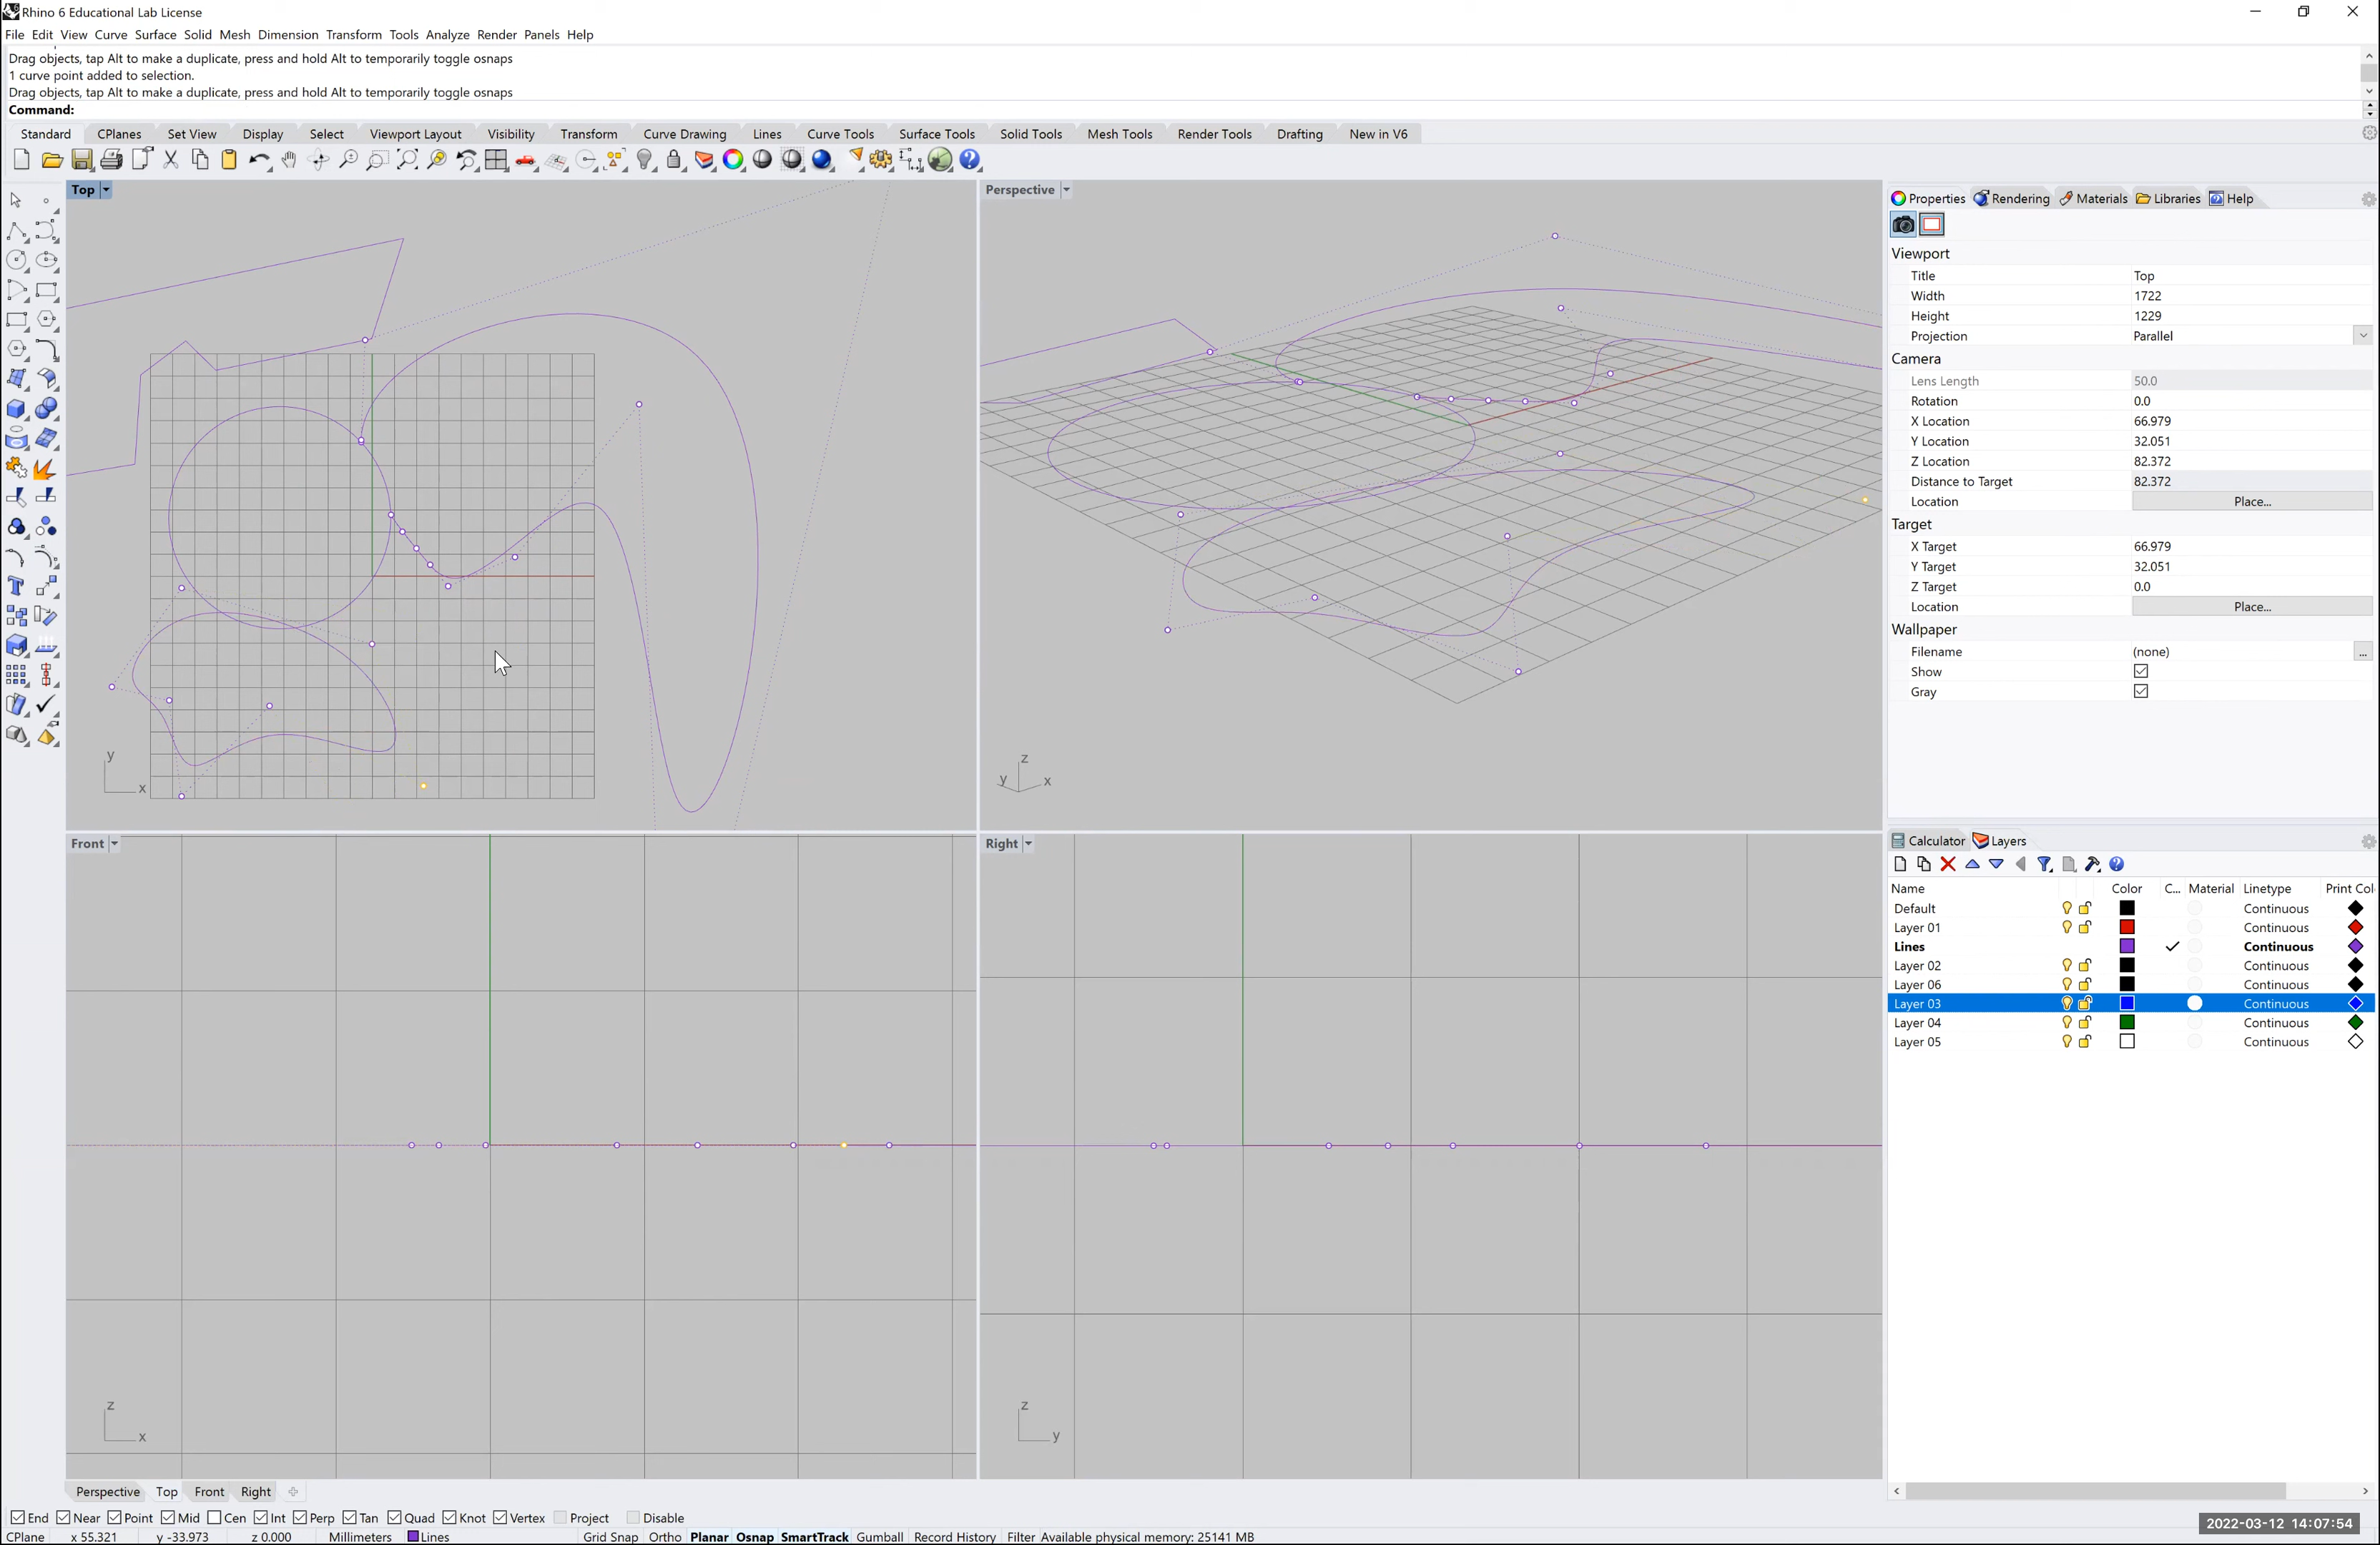 Rhino 6 Educational Lab License
File Edit View Curve Surface Solid Mesh Dimension Transform Tools Analyze Render Panels Help
Drag objects, tap Alt to make a duplicate, press and hold Alt to temporarily toggle osnaps
1 curve point added to selection.
Drag objects, tap Alt to make a duplicate, press and hold Alt to temporarily toggle osnaps
Command:
Standard CPlanes Set View Display Select Viewport Layout Visibility Transform Curve Drawing Lines Curve Tools Surface Tools Solid Tools Mesh Tools Render Tools Drafting New in V6
Top
Perspective
y
x
z
y
x
Front
Right
z
x
z
y
Properties Rendering Materials Libraries Help
Viewport
Title Top
Width 1722
Height 1229
Projection Parallel
Camera
Lens Length 50.0
Rotation 0.0
X Location 66.979
Y Location 32.051
Z Location 82.372
Distance to Target 82.372
Location Place...
Target
X Target 66.979
Y Target 32.051
Z Target 0.0
Location Place...
Wallpaper
Filename (none) ...
Show
Gray
Calculator Layers
Name Color C... Material Linetype Print Col
Default Continuous
Layer 01 Continuous
Lines Continuous
Layer 02 Continuous
Layer 06 Continuous
Layer 03 Continuous
Layer 04 Continuous
Layer 05 Continuous
Perspective Top Front Right
End Near Point Mid Cen Int Perp Tan Quad Knot Vertex Project Disable
2022-03-12 14:07:54
CPlane x 55.321 y -33.973 z 0.000 Millimeters Lines Grid Snap Ortho Planar Osnap SmartTrack Gumball Record History Filter Available physical memory: 25141 MB